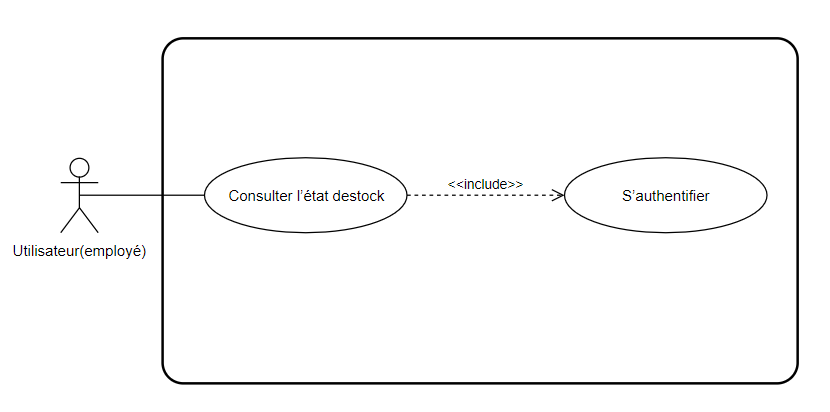 <<include>>
Consulter l'état destock
S'authentifier
Utilisateur(employé)